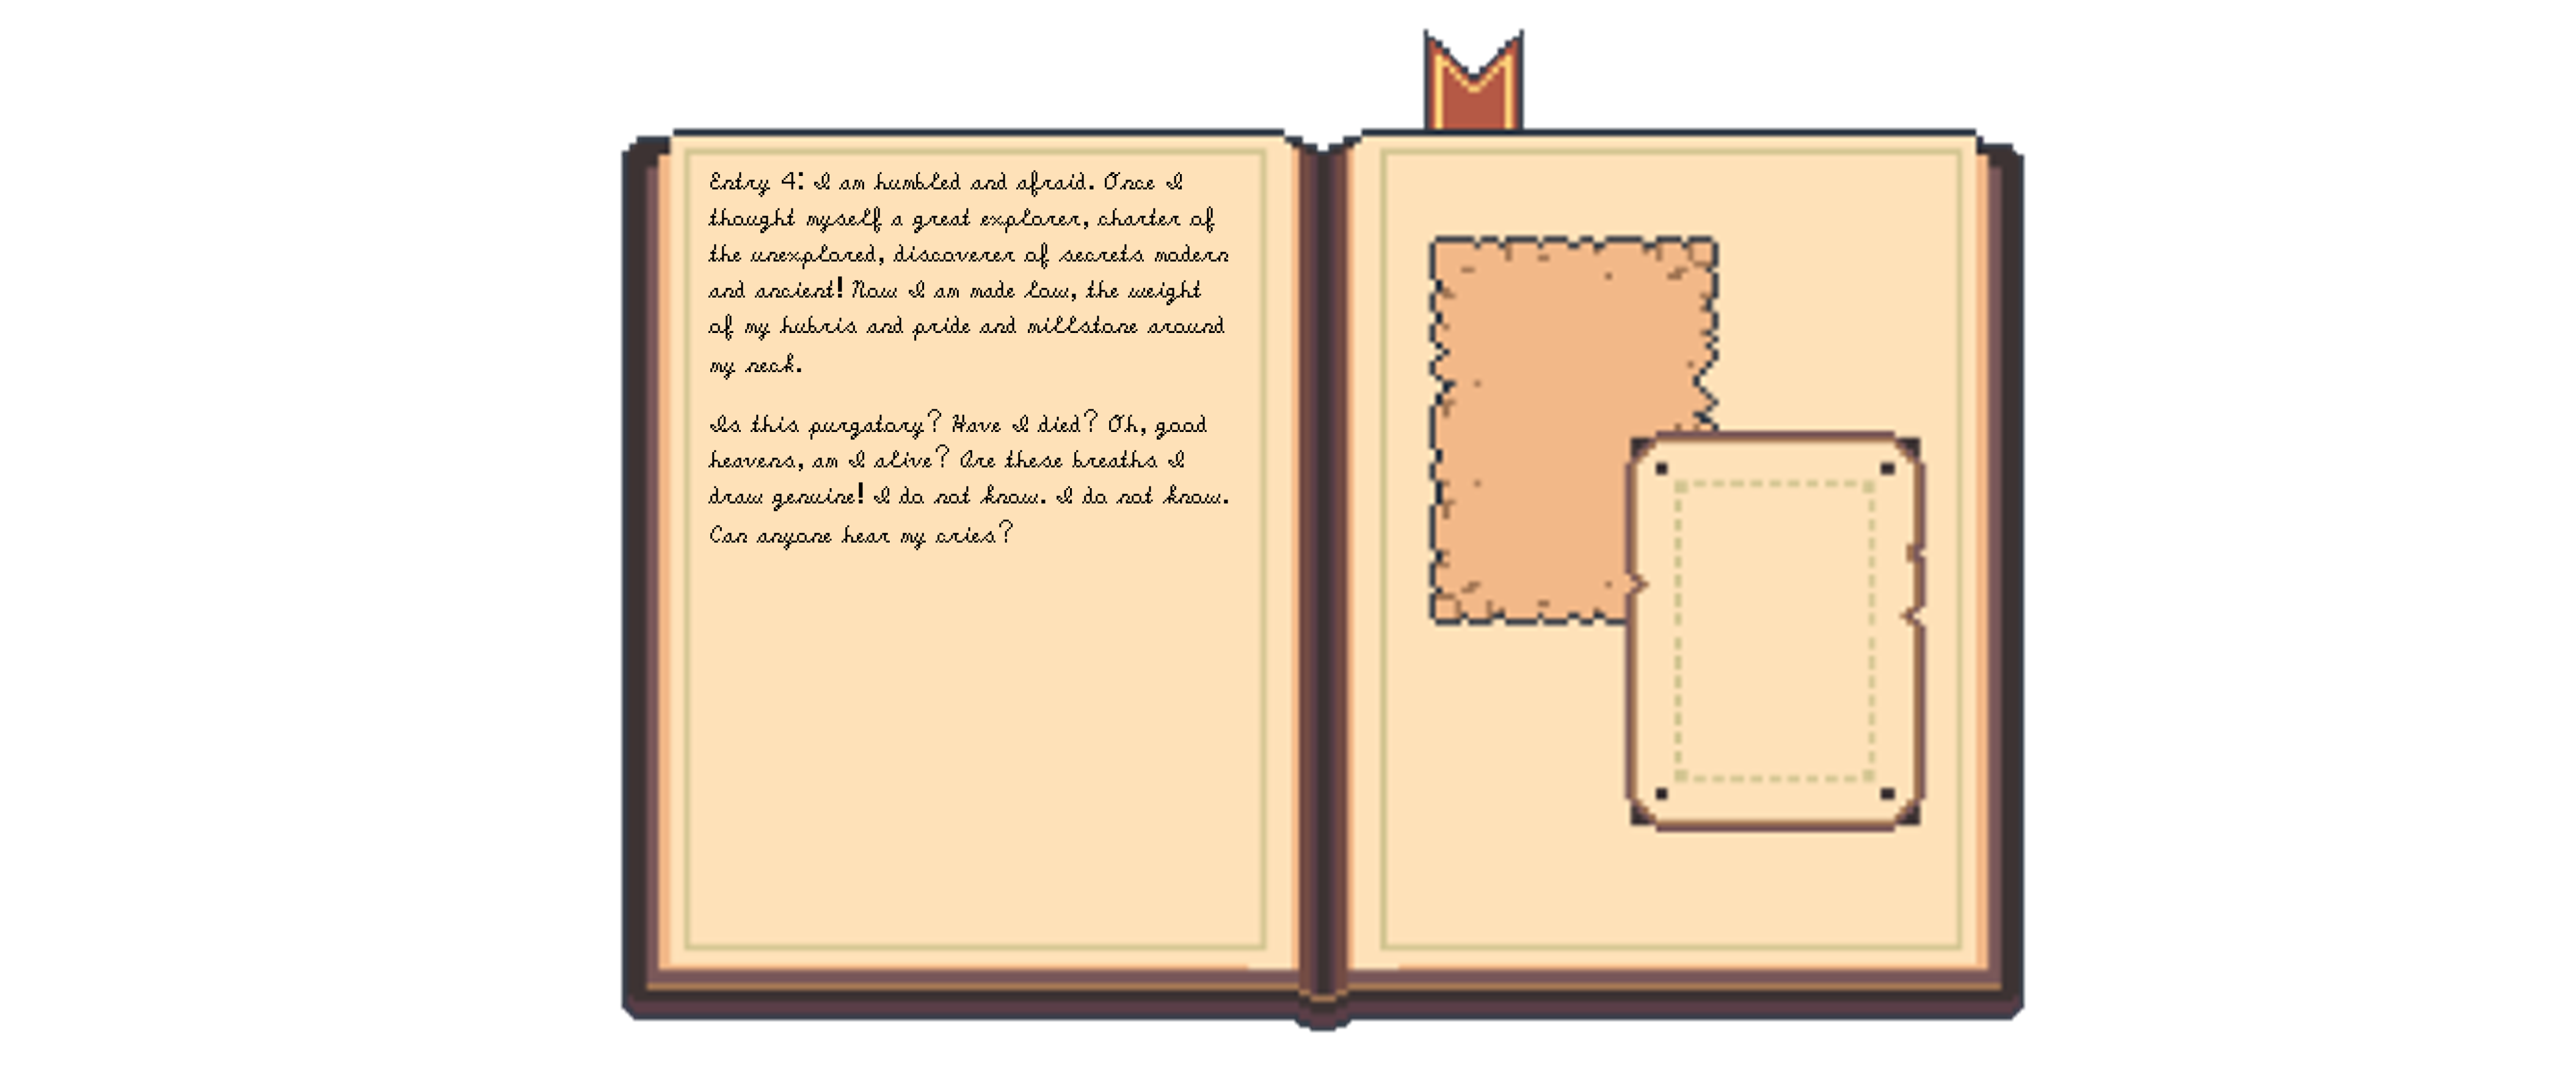 Entry 4: I am humbled and afraid. Once I
thought myself a great explorer, charter of
the unexplored, discoverer of secrets modern
and ancient! Now I am made low, the weight
of my hubris and pride and millstone around
my neck.
Is this purgatory? Have I died? Oh, good
heavens, am I alive? Are these breaths I
draw genuine! I do not know. I do not know.
Can anyone hear my cries?